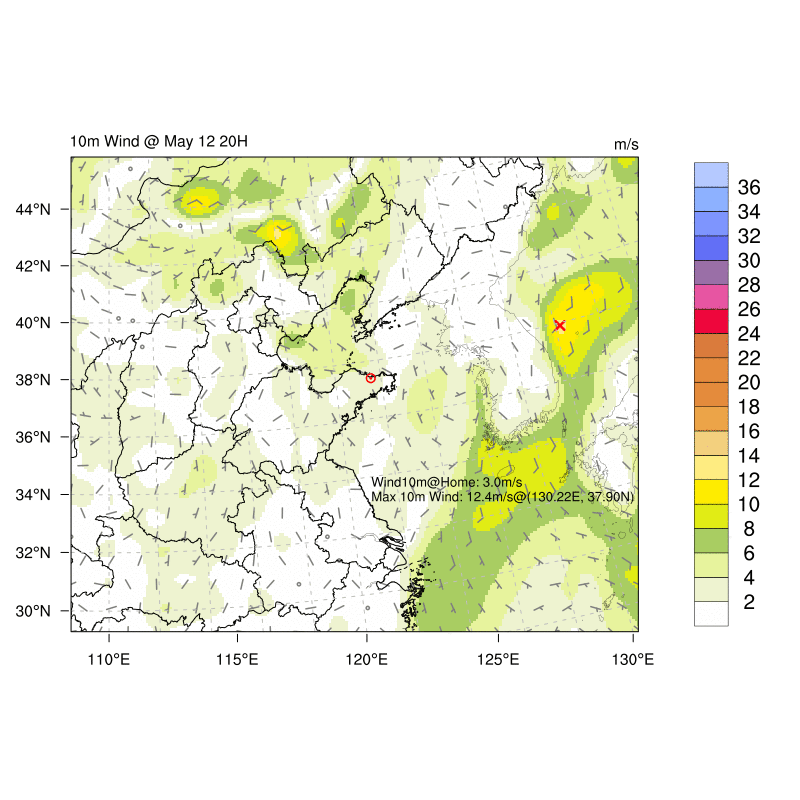 10m Wind @ May 12 20H
m/s
44°N
42°N
40°N
38°N
36°N
34°N
32°N
30°N
110°E
115°E
120°E
125°E
130°E
Wind10m@Home: 3.0m/s
Max 10m Wind: 12.4m/s@(130.22E, 37.90N)
36
34
32
30
28
26
24
22
20
18
16
14
12
10
8
6
4
2